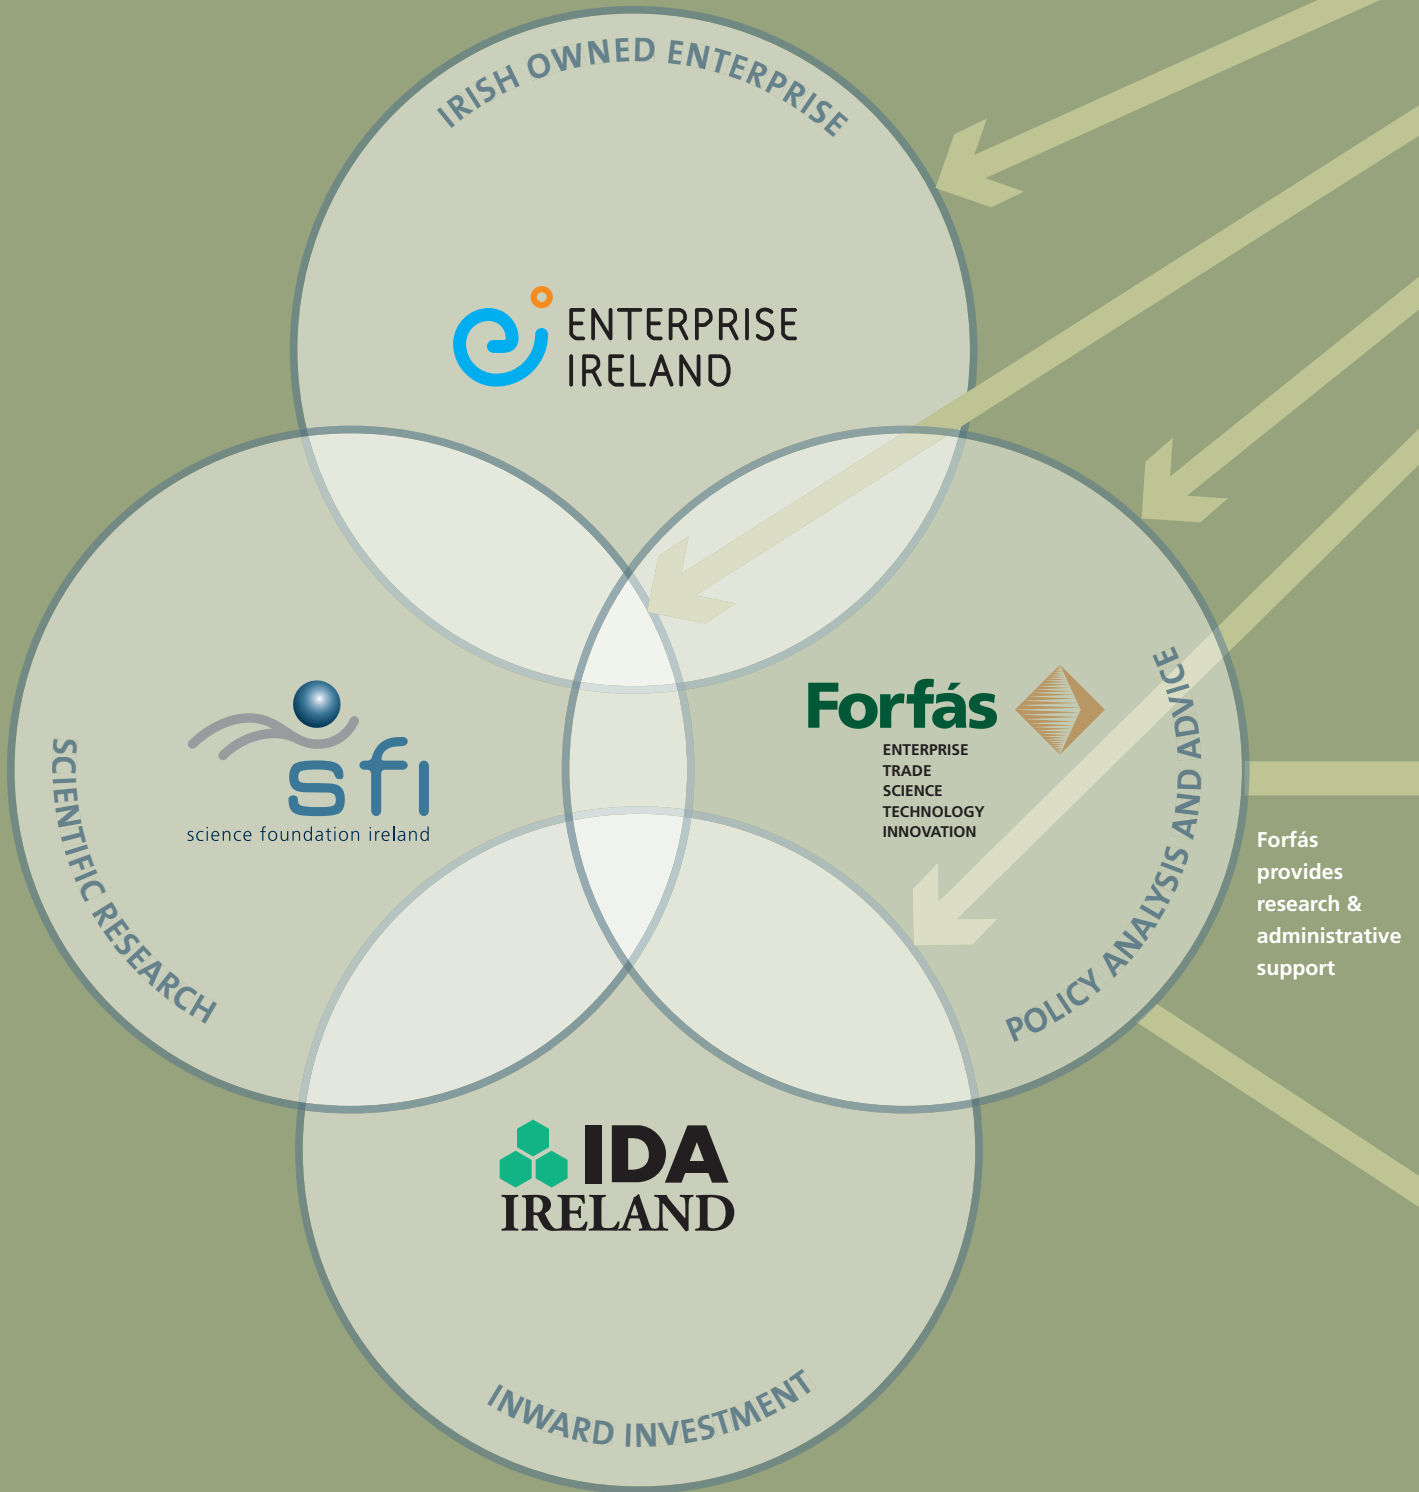 IRISH OWNED ENTERPRISE
ENTERPRISE
IRELAND
SCIENTIFIC RESEARCH
sfi
science foundation ireland
Forfás
ENTERPRISE
TRADE
SCIENCE
TECHNOLOGY
INNOVATION
POLICY ANALYSIS AND ADVICE
Forfás
provides
research &
administrative
support
IDA
IRELAND
INWARD INVESTMENT